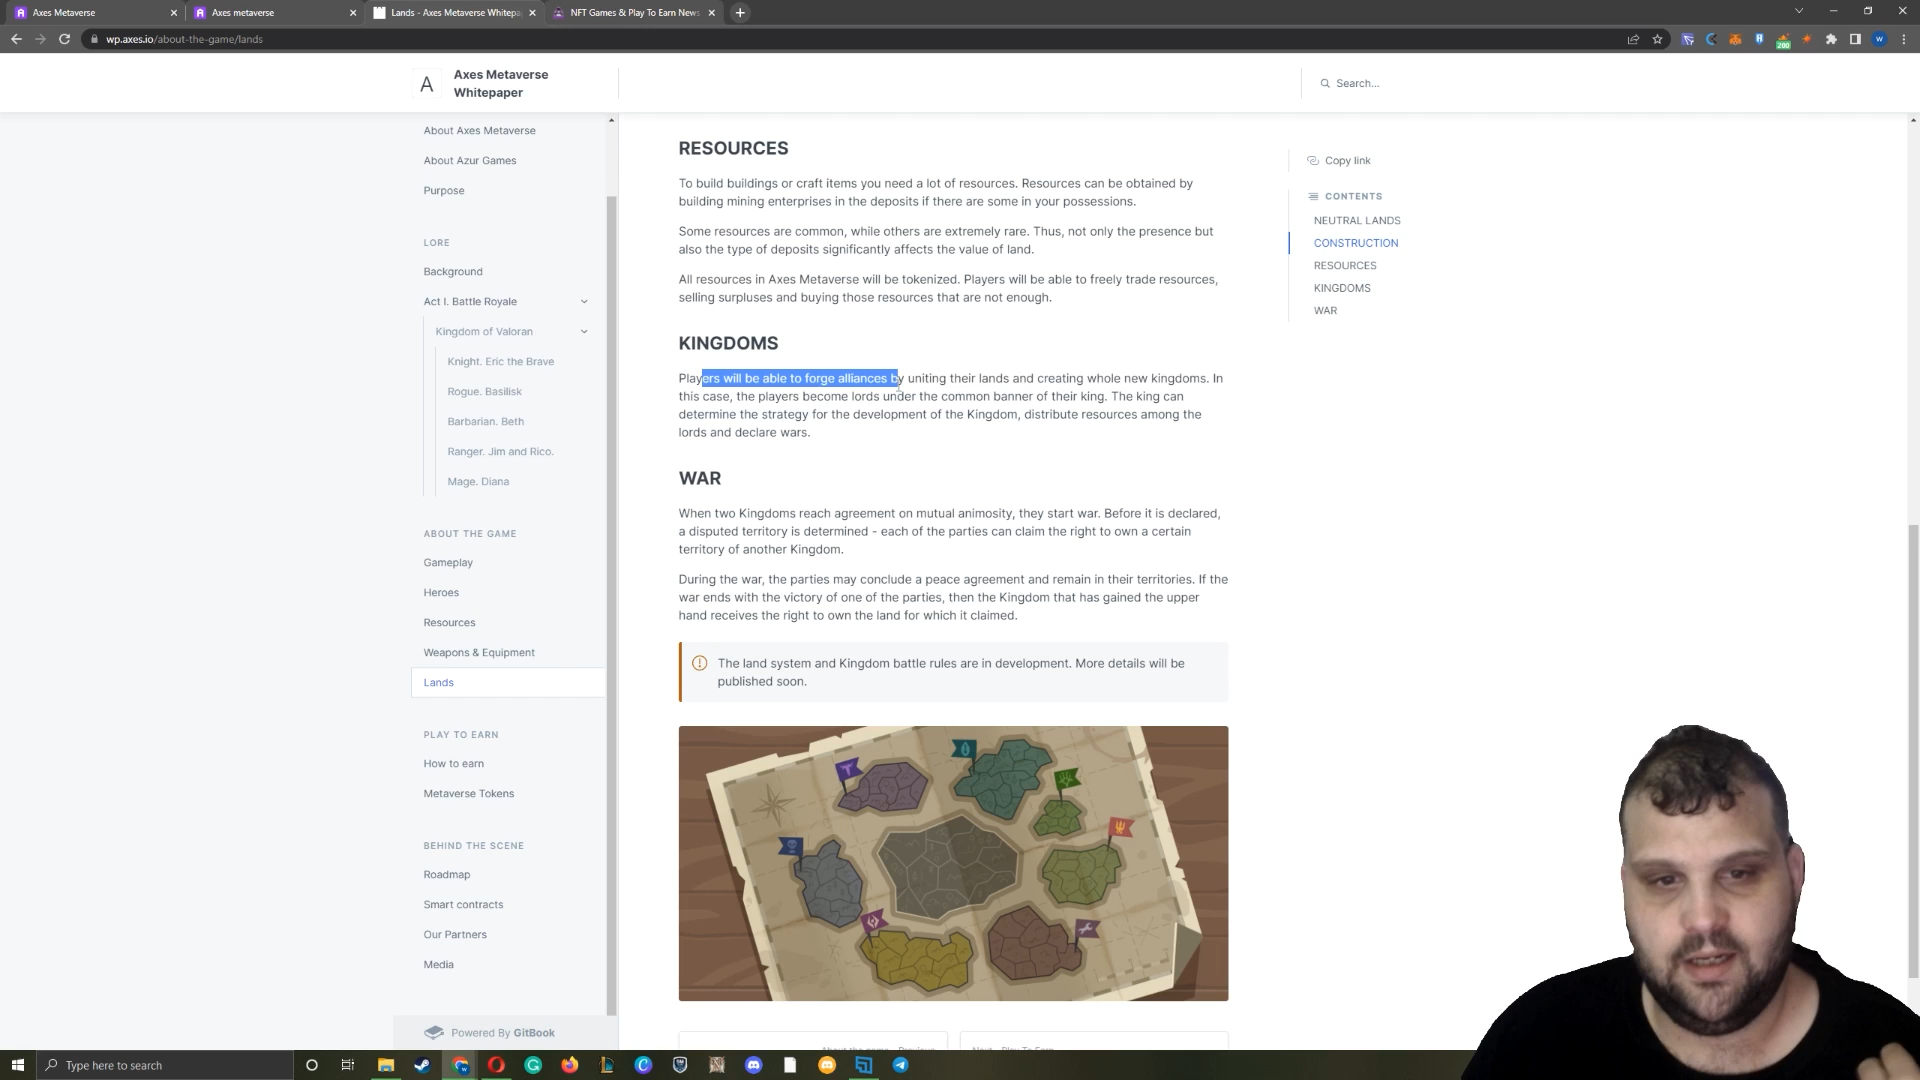 Axes Metaverse
Axes metaverse
Lands - Axes Metaverse Whitepa
NFT Games & Play To Earn News
wp.axes.io/about-the-game/lands
200
W
A
Axes Metaverse
Whitepaper
Search...
About Axes Metaverse
About Azur Games
Purpose
LORE
Background
Act I. Battle Royale
Kingdom of Valoran
Knight. Eric the Brave
Rogue. Basilisk
Barbarian. Beth
Ranger. Jim and Rico.
Mage. Diana
ABOUT THE GAME
Gameplay
Heroes
Resources
Weapons & Equipment
Lands
PLAY TO EARN
How to earn
Metaverse Tokens
BEHIND THE SCENE
Roadmap
Smart contracts
Our Partners
Media
Powered By GitBook
RESOURCES
To build buildings or craft items you need a lot of resources. Resources can be obtained by
building mining enterprises in the deposits if there are some in your possessions.
Some resources are common, while others are extremely rare. Thus, not only the presence but
also the type of deposits significantly affects the value of land.
All resources in Axes Metaverse will be tokenized. Players will be able to freely trade resources,
selling surpluses and buying those resources that are not enough.
KINGDOMS
Players will be able to forge alliances by uniting their lands and creating whole new kingdoms. In
this case, the players become lords under the common banner of their king. The king can
determine the strategy for the development of the Kingdom, distribute resources among the
lords and declare wars.
WAR
When two Kingdoms reach agreement on mutual animosity, they start war. Before it is declared,
a disputed territory is determined - each of the parties can claim the right to own a certain
territory of another Kingdom.
During the war, the parties may conclude a peace agreement and remain in their territories. If the
war ends with the victory of one of the parties, then the Kingdom that has gained the upper
hand receives the right to own the land for which it claimed.
The land system and Kingdom battle rules are in development. More details will be
published soon.
About the game - Previous
Next - Play To Earn
Copy link
CONTENTS
NEUTRAL LANDS
CONSTRUCTION
RESOURCES
KINGDOMS
WAR
Type here to search